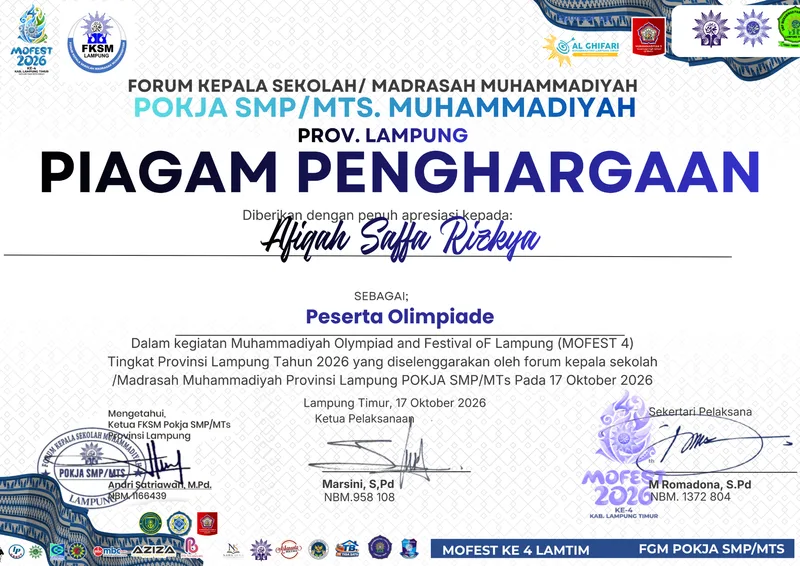 MOFEST
2026
KE-4
KAB. LAMPUNG TIMUR
FKSM
LAMPUNG
AL GHIFARI
FORUM KEPALA SEKOLAH/ MADRASAH MUHAMMADIYAH
POKJA SMP/MTS. MUHAMMADIYAH
PROV. LAMPUNG
PIAGAM PENGHARGAAN
Diberikan dengan penuh apresiasi kepada:
Afiqah Saffa Rizkya
SEBAGAI;
Peserta Olimpiade
Dalam kegiatan Muhammadiyah Olympiad and Festival oF Lampung (MOFEST 4)
Tingkat Provinsi Lampung Tahun 2026 yang diselenggarakan oleh forum kepala sekolah
/Madrasah Muhammadiyah Provinsi Lampung POKJA SMP/MTs Pada 17 Oktober 2026
Lampung Timur, 17 Oktober 2026
Mengetahui,
Ketua FKSM Pokja SMP/MTs
Provinsi Lampung
Ketua Pelaksanaan
Sekertari Pelaksana
FORUM KEPALA SEKOLAH MUHAMMADIYAH
POKJA SMP/MTS
LAMPUNG
Andri Satriawan, M.Pd.
NBM. 1166439
Marsini, S,Pd
NBM.958 108
M Romadona, S.Pd
NBM. 1372 804
MOFEST
2026
KE-4
KAB. LAMPUNG TIMUR
mbc
AZIZA
MOFEST KE 4 LAMTIM
FGM POKJA SMP/MTS